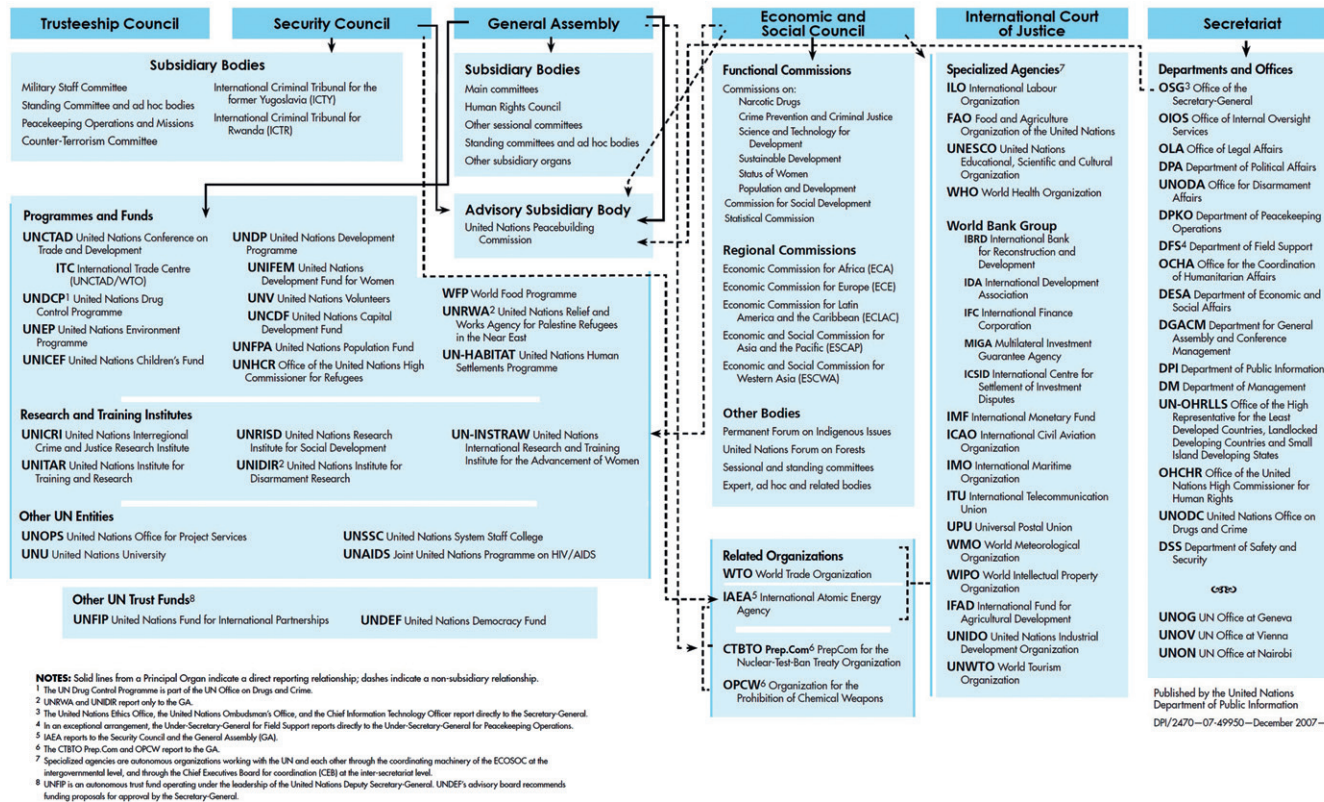 Trusteeship Council
Security Council
General Assembly
Economic and
Social Council
International Court
of Justice
Secretariat
Subsidiary Bodies
Military Staff Committee
Standing Committee and ad hoc bodies
Peacekeeping Operations and Missions
Counter-Terrorism Committee
International Criminal Tribunal for the
former Yugoslavia (ICTY)
International Criminal Tribunal for
Rwanda (ICTR)
Subsidiary Bodies
Main committees
Human Rights Council
Other sessional committees
Standing committees and ad hoc bodies
Other subsidiary organs
Advisory Subsidiary Body
United Nations Peacebuilding
Commission
Programmes and Funds
UNCTAD United Nations Conference on
Trade and Development
ITC International Trade Centre
(UNCTAD/WTO)
UNDCP1 United Nations Drug
Control Programme
UNEP United Nations Environment
Programme
UNICEF United Nations Children's Fund
UNDP United Nations Development
Programme
UNIFEM United Nations
Development Fund for Women
UNV United Nations Volunteers
UNCDF United Nations Capital
Development Fund
UNFPA United Nations Population Fund
UNHCR Office of the United Nations High
Commissioner for Refugees
WFP World Food Programme
UNRWA2 United Nations Relief and
Works Agency for Palestine Refugees
in the Near East
UN-HABITAT United Nations Human
Settlements Programme
Research and Training Institutes
UNICRI United Nations Interregional
Crime and Justice Research Institute
UNITAR United Nations Institute for
Training and Research
UNRISD United Nations Research
Institute for Social Development
UNIDIR2 United Nations Institute for
Disarmament Research
UN-INSTRAW United Nations
International Research and Training
Institute for the Advancement of Women
Other UN Entities
UNOPS United Nations Office for Project Services
UNU United Nations University
UNSSC United Nations System Staff College
UNAIDS Joint United Nations Programme on HIV/AIDS
Other UN Trust Funds8
UNFIP United Nations Fund for International Partnerships
UNDEF United Nations Democracy Fund
Functional Commissions
Commissions on:
Narcotic Drugs
Crime Prevention and Criminal Justice
Science and Technology for
Development
Sustainable Development
Status of Women
Population and Development
Commission for Social Development
Statistical Commission
Regional Commissions
Economic Commission for Africa (ECA)
Economic Commission for Europe (ECE)
Economic Commission for Latin
America and the Caribbean (ECLAC)
Economic and Social Commission for
Asia and the Pacific (ESCAP)
Economic and Social Commission for
Western Asia (ESCWA)
Other Bodies
Permanent Forum on Indigenous Issues
United Nations Forum on Forests
Sessional and standing committees
Expert, ad hoc and related bodies
Related Organizations
WTO World Trade Organization
IAEA5 International Atomic Energy
Agency
CTBTO Prep.Com6 PrepCom for the
Nuclear-Test-Ban Treaty Organization
OPCW6 Organization for the
Prohibition of Chemical Weapons
Specialized Agencies7
ILO International Labour
Organization
FAO Food and Agriculture
Organization of the United Nations
UNESCO United Nations
Educational, Scientific and Cultural
Organization
WHO World Health Organization
World Bank Group
IBRD International Bank
for Reconstruction and
Development
IDA International Development
Association
IFC International Finance
Corporation
MIGA Multilateral Investment
Guarantee Agency
ICSID International Centre for
Settlement of Investment
Disputes
IMF International Monetary Fund
ICAO International Civil Aviation
Organization
IMO International Maritime
Organization
ITU International Telecommunication
Union
UPU Universal Postal Union
WMO World Meteorological
Organization
WIPO World Intellectual Property
Organization
IFAD International Fund for
Agricultural Development
UNIDO United Nations Industrial
Development Organization
UNWTO World Tourism
Organization
Departments and Offices
OSG3 Office of the
Secretary-General
OIOS Office of Internal Oversight
Services
OLA Office of Legal Affairs
DPA Department of Political Affairs
UNODA Office for Disarmament
Affairs
DPKO Department of Peacekeeping
Operations
DFS4 Department of Field Support
OCHA Office for the Coordination
of Humanitarian Affairs
DESA Department of Economic and
Social Affairs
DGACM Department for General
Assembly and Conference
Management
DPI Department of Public Information
DM Department of Management
UN-OHRLLS Office of the High
Representative for the Least
Developed Countries, Landlocked
Developing Countries and Small
Island Developing States
OHCHR Office of the United
Nations High Commissioner for
Human Rights
UNODC United Nations Office on
Drugs and Crime
DSS Department of Safety and
Security
UNOG UN Office at Geneva
UNOV UN Office at Vienna
UNON UN Office at Nairobi
Published by the United Nations
Department of Public Information
DPI/2470—07-49950—December 2007—
NOTES: Solid lines from a Principal Organ indicate a direct reporting relationship; dashes indicate a non-subsidiary relationship.
1 The UN Drug Control Programme is part of the UN Office on Drugs and Crime.
2 UNRWA and UNIDIR report only to the GA.
3 The United Nations Ethics Office, the United Nations Ombudsman's Office, and the Chief Information Technology Officer report directly to the Secretary-General.
4 In an exceptional arrangement, the Under-Secretary-General for Field Support reports directly to the Under-Secretary-General for Peacekeeping Operations.
5 IAEA reports to the Security Council and the General Assembly (GA).
6 The CTBTO Prep.Com and OPCW report to the GA.
7 Specialized agencies are autonomous organizations working with the UN and each other through the coordinating machinery of the ECOSOC at the
intergovernmental level, and through the Chief Executives Board for coordination (CEB) at the inter-secretariat level.
8 UNFIP is an autonomous trust fund operating under the leadership of the United Nations Deputy Secretary-General. UNDEF's advisory board recommends
funding proposals for approval by the Secretary-General.